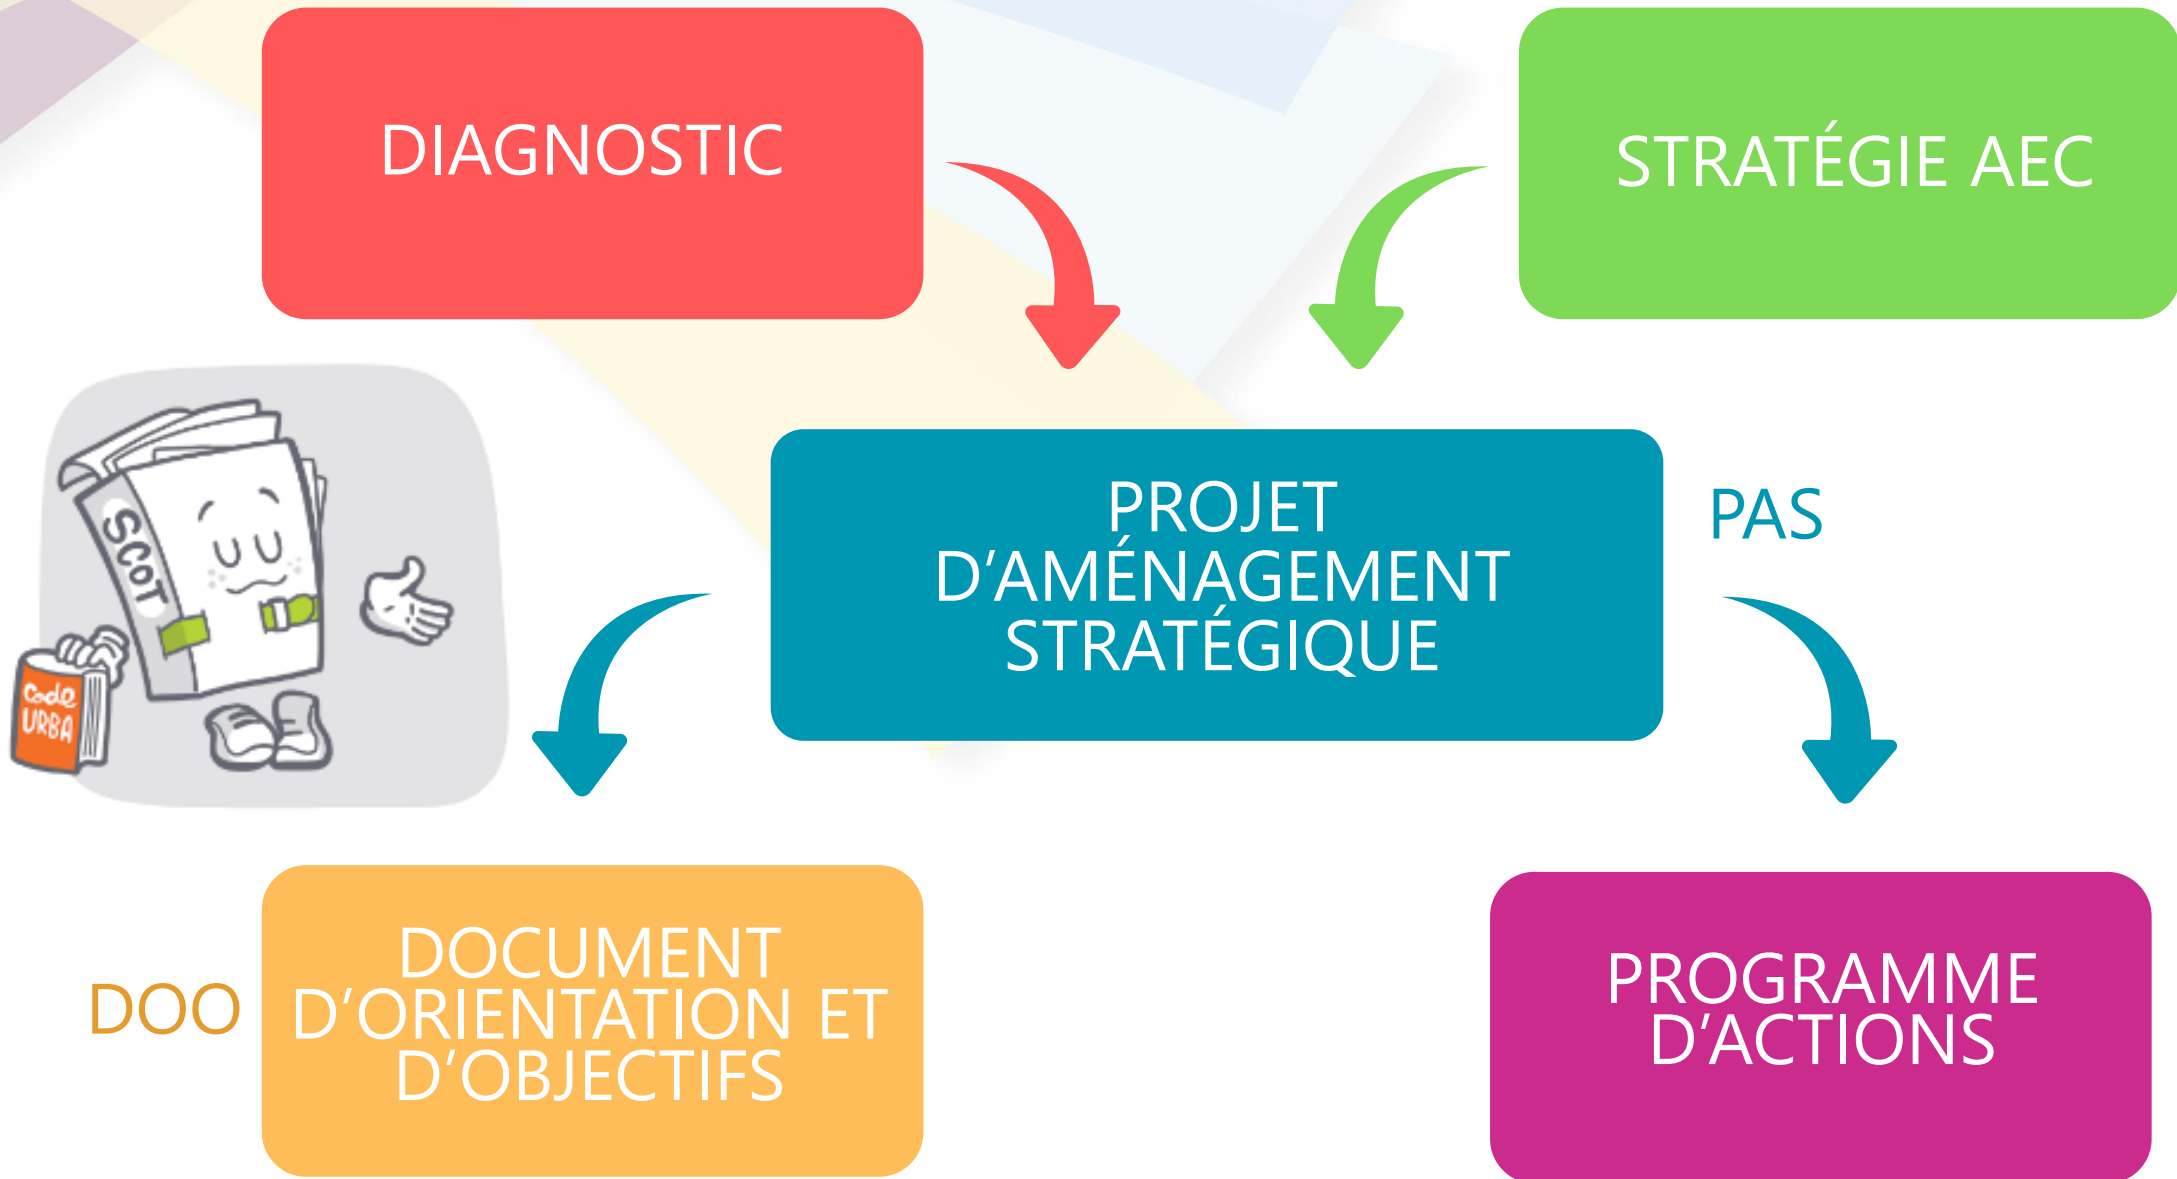 DIAGNOSTIC
STRATÉGIE AEC
SCOT
Code
URBA
PROJET
D’AMÉNAGEMENT
STRATÉGIQUE
PAS
DOO
DOCUMENT
D’ORIENTATION ET
D’OBJECTIFS
PROGRAMME
D’ACTIONS